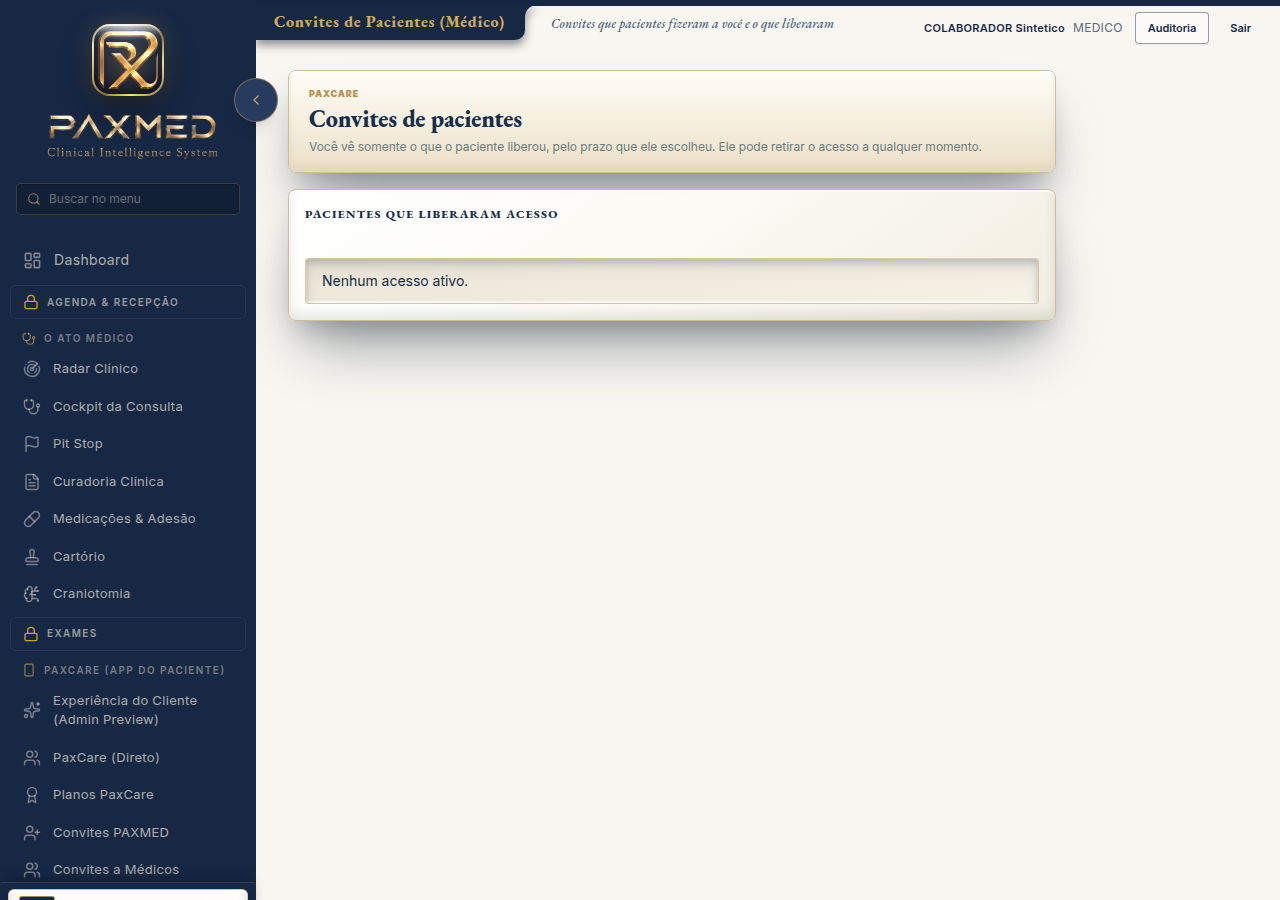 PAXMED
Clinical Intelligence System
Buscar no menu
Dashboard
AGENDA & RECEPÇÃO
O ATO MÉDICO
Radar Clínico
Cockpit da Consulta
Pit Stop
Curadoria Clínica
Medicações & Adesão
Cartório
Craniotomia
EXAMES
PAXCARE (APP DO PACIENTE)
Experiência do Cliente
(Admin Preview)
PaxCare (Direto)
Planos PaxCare
Convites PAXMED
Convites a Médicos
Convites de Pacientes (Médico)
Convites que pacientes fizeram a você e o que liberaram
COLABORADOR Sintetico MEDICO Auditoria Sair
PAXCARE
Convites de pacientes
Você vê somente o que o paciente liberou, pelo prazo que ele escolheu. Ele pode retirar o acesso a qualquer momento.
PACIENTES QUE LIBERARAM ACESSO
Nenhum acesso ativo.